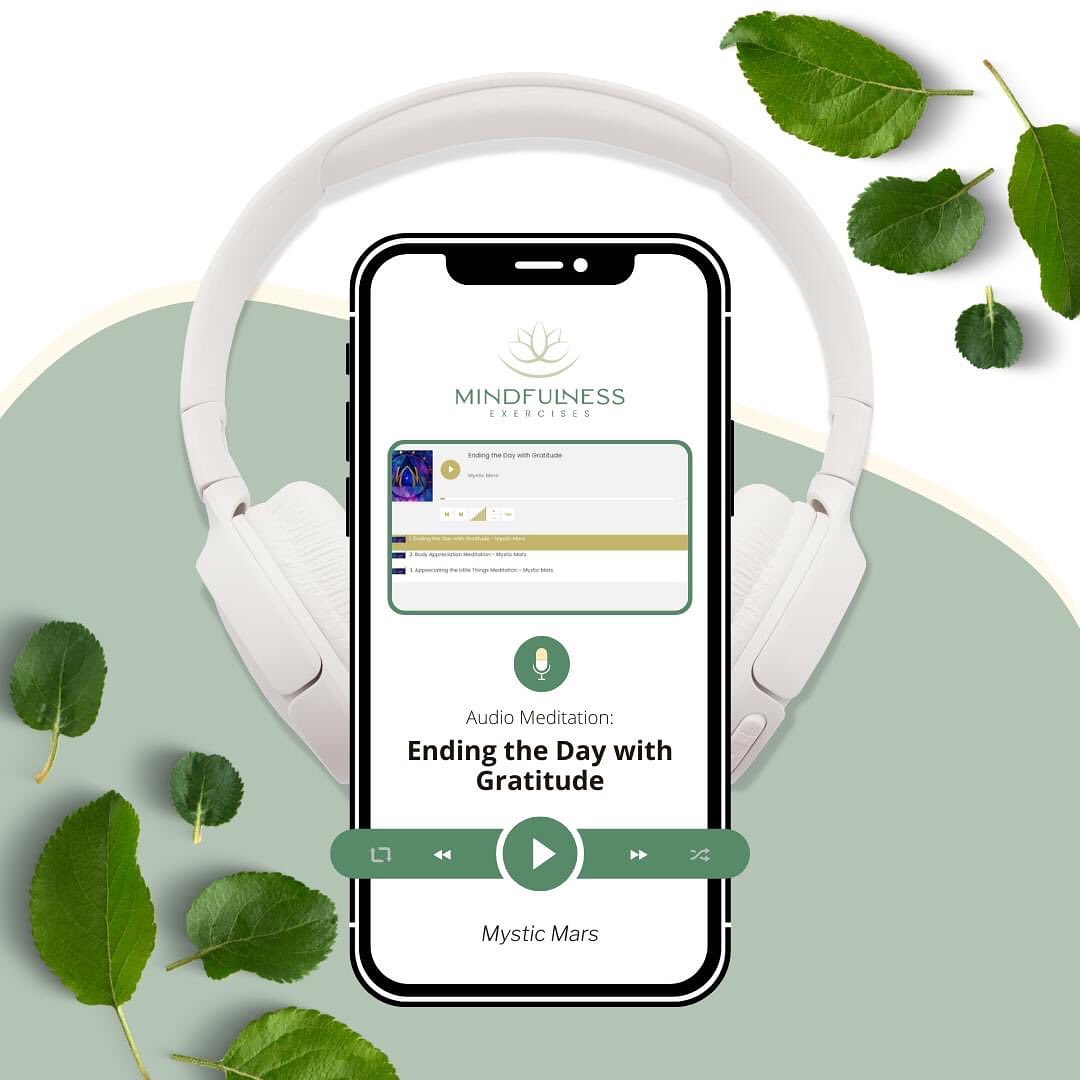 MINDFULNESS
EXERCISES
Ending the Day with Gratitude
Mystic Mars
1. Ending the Day with Gratitude - Mystic Mars
2. Body Appreciation Meditation - Mystic Mars
3. Appreciating the Little Things Meditation - Mystic Mars
Audio Meditation:
Ending the Day with
Gratitude
Mystic Mars